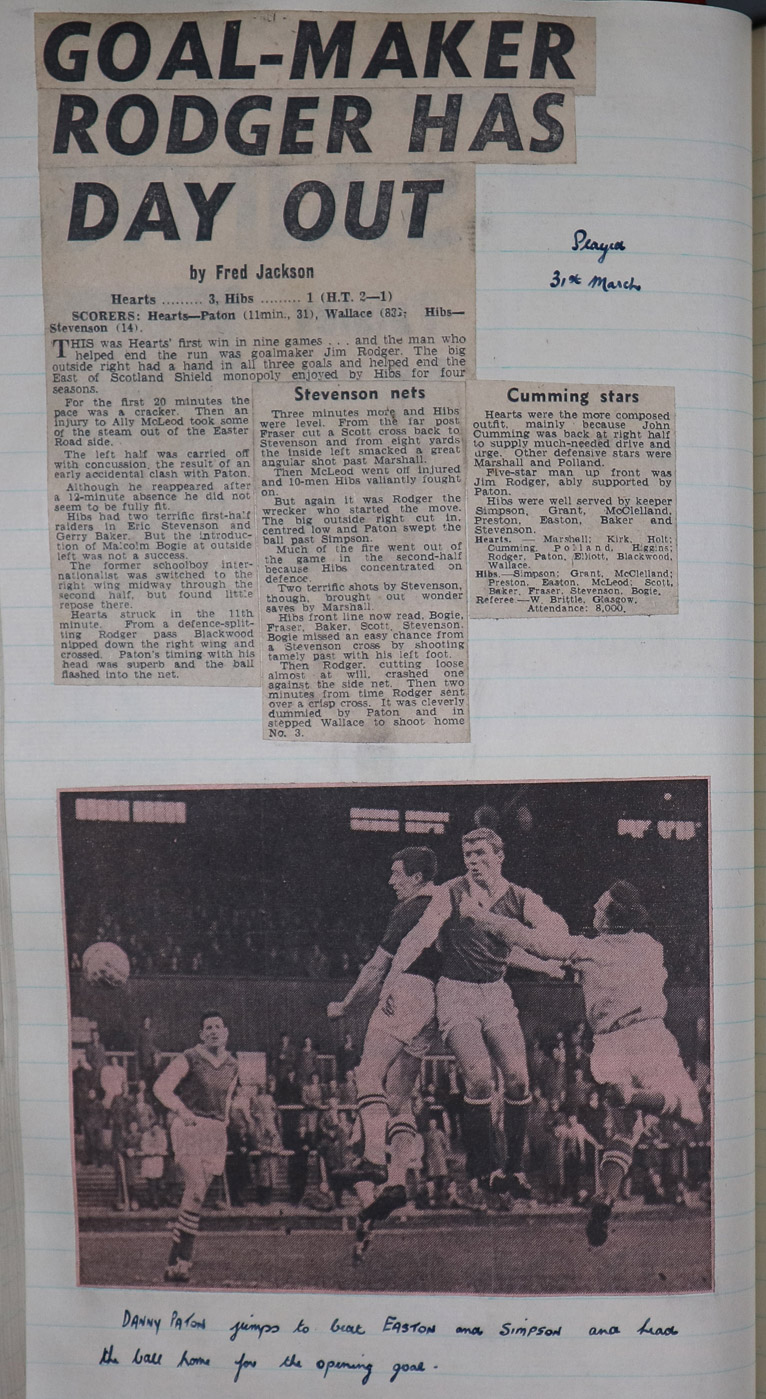 GOAL-MAKER
RODGER HAS
DAY OUT
by Fred Jackson
Hearts ......... 3, Hibs ......... 1 (H.T. 2—1)
SCORERS: Hearts—Paton (11min., 31), Wallace Hibs—
Stevenson (14).
THIS was Hearts' first win in nine games . . . and the man who
helped end the run was goalmaker Jim Rodger. The big
outside right had a hand in all three goals and helped end the
East of Scotland Shield monopoly enjoyed by Hibs for four
seasons.
For the first 20 minutes the
pace was a cracker. Then an
injury to Ally McLeod took some
of the steam out of the Easter
Road side.
The left half was carried off
with concussion, the result of an
early accidental clash with Paton.
Although he reappeared after
a 12-minute absence he did not
seem to be fully fit.
Hibs had two terrific first-half
raiders in Eric Stevenson and
Gerry Baker. But the introduc-
tion of Malcolm Bogie at outside
left was not a success.
The former schoolboy inter-
nationalist was switched to the
right wing midway through the
second half, but found little
repose there.
Hearts struck in the 11th
minute. From a defence-split-
ting Rodger pass Blackwood
nipped down the right wing and
crossed. Paton's timing with his
head was superb and the ball
flashed into the net.
Stevenson nets
Three minutes more and Hibs
were level. From the far post
Fraser cut a Scott cross back to
Stevenson and from eight yards
the inside left smacked a great
angular shot past Marshall.
Then McLeod went off injured
and 10-men Hibs valiantly fought
on.
But again it was Rodger the
wrecker who started the move.
The big outside right cut in,
centred low and Paton swept the
ball past Simpson.
Much of the fire went out of
the game in the second-half
because Hibs concentrated on
defence.
Two terrific shots by Stevenson,
though, brought out wonder
saves by Marshall.
Hibs front line now read, Bogie,
Fraser, Baker, Scott, Stevenson.
Bogie missed an easy chance from
a Stevenson cross by shooting
tamely past with his left foot.
Then Rodger, cutting loose
almost at will, crashed one
against the side net. Then two
minutes from time Rodger sent
over a crisp cross. It was cleverly
dummied by Paton and in
stepped Wallace to shoot home
No. 3.
Cumming stars
Hearts were the more composed
outfit, mainly because John
Cumming was back at right half
to supply much-needed drive and
urge. Other defensive stars were
Marshall and Polland.
Five-star man up front was
Jim Rodger, ably supported by
Paton.
Hibs were well served by keeper
Simpson, Grant, McClelland,
Preston, Easton, Baker and
Stevenson.
Hearts. — Marshall; Kirk, Holt;
Cumming, Polland, Higgins;
Rodger, Paton, Elliott, Blackwood,
Wallace.
Hibs.—Simpson; Grant, McClelland;
Preston, Easton, McLeod; Scott,
Baker, Fraser, Stevenson, Bogie.
Referee—W. Brittle, Glasgow.
Attendance: 8,000.
Played
31st March
DANNY PATON jumps to beat EASTON and SIMPSON and head
the ball home for the opening goal.